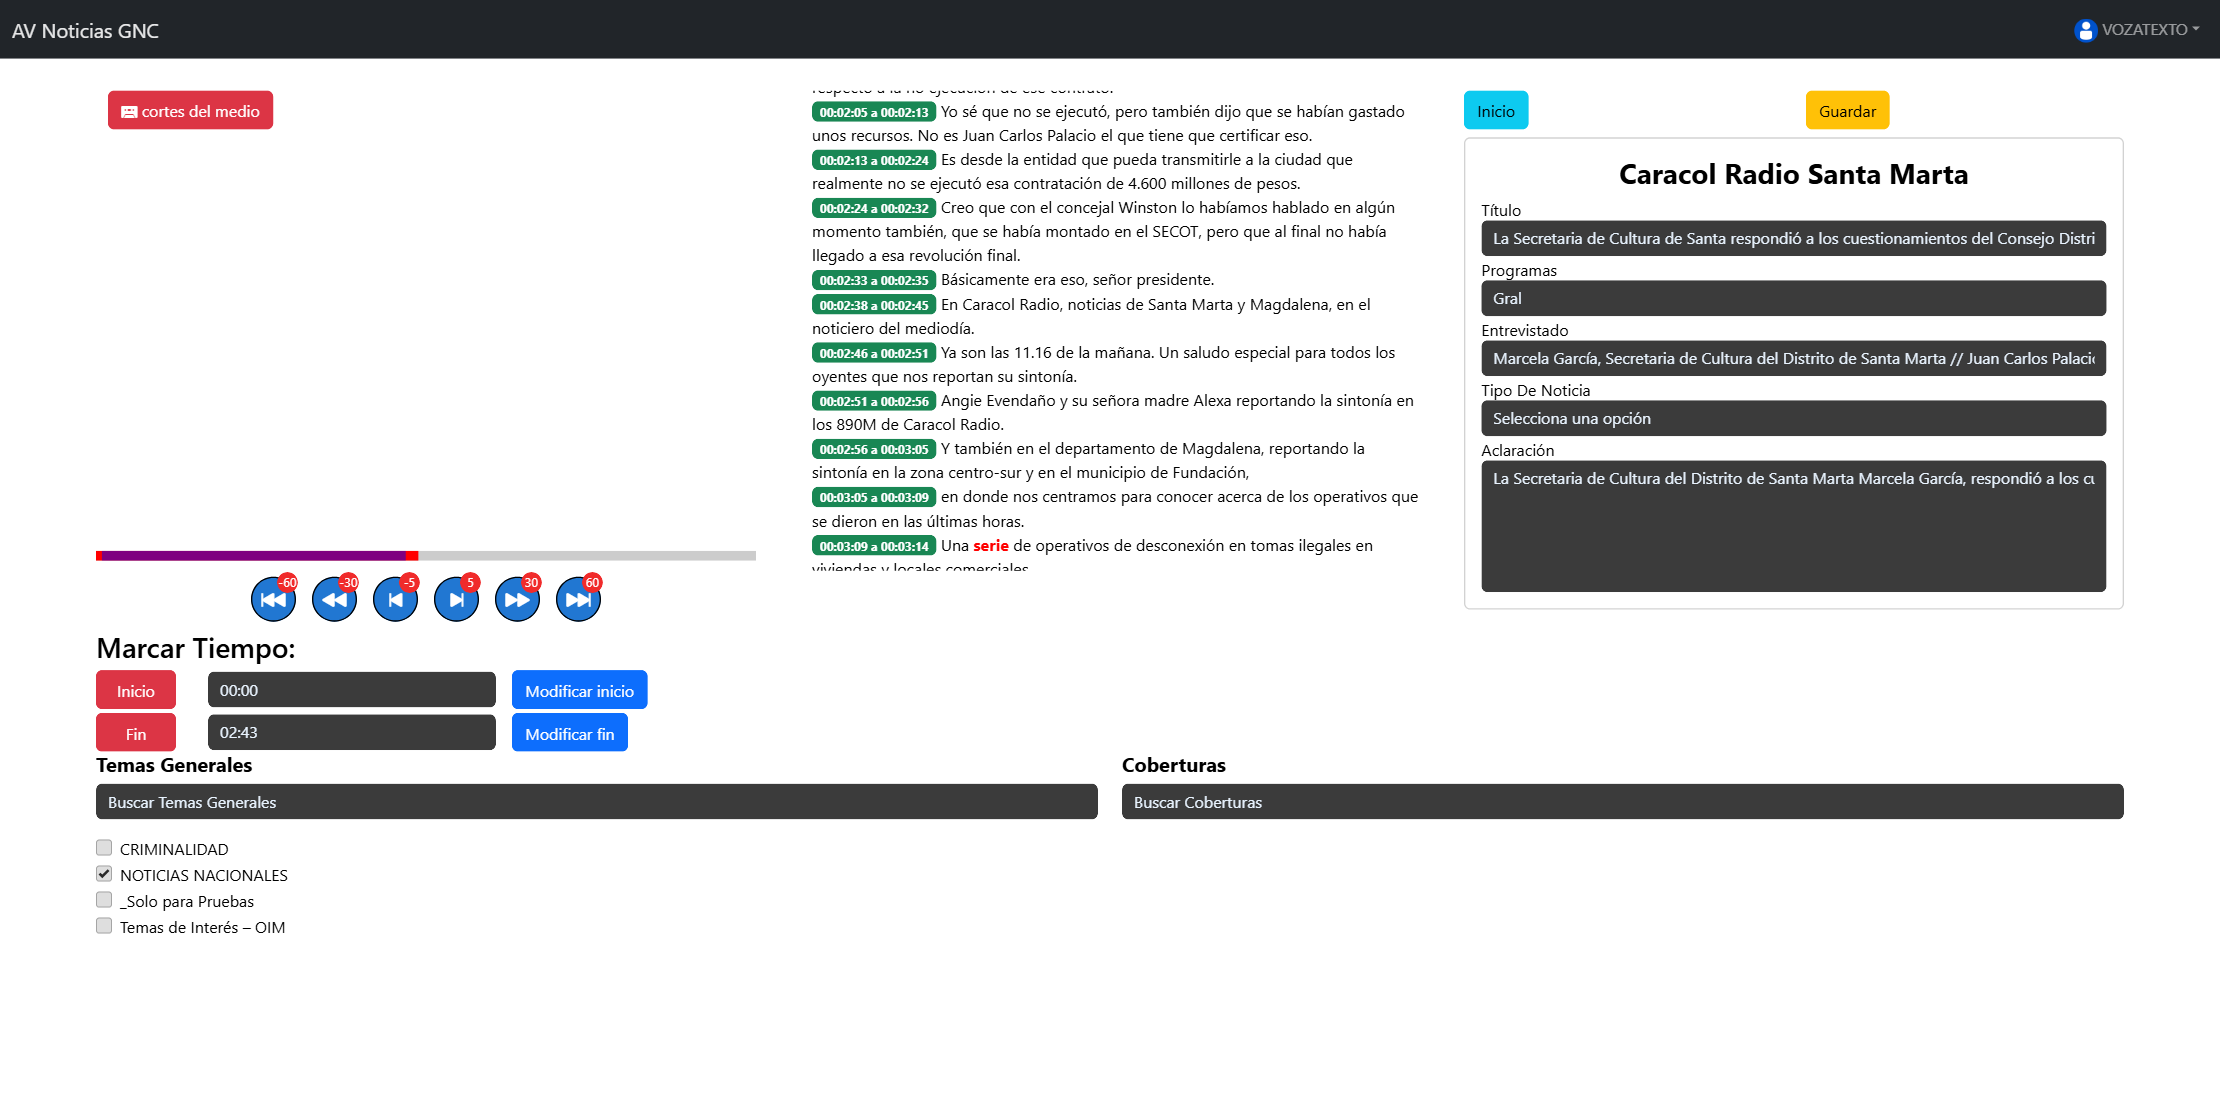 AV Noticias GNC
VOZATEXTO
cortes del medio
-60
-30
-5
5
30
60
Marcar Tiempo:
Inicio
00:00
Modificar inicio
Fin
02:43
Modificar fin
respecto a la no ejecución de ese contrato.
00:02:05 a 00:02:13 Yo sé que no se ejecutó, pero también dijo que se habían gastado
unos recursos. No es Juan Carlos Palacio el que tiene que certificar eso.
00:02:13 a 00:02:24 Es desde la entidad que pueda transmitirle a la ciudad que
realmente no se ejecutó esa contratación de 4.600 millones de pesos.
00:02:24 a 00:02:32 Creo que con el concejal Winston lo habíamos hablado en algún
momento también, que se había montado en el SECOT, pero que al final no había
llegado a esa revolución final.
00:02:33 a 00:02:35 Básicamente era eso, señor presidente.
00:02:38 a 00:02:45 En Caracol Radio, noticias de Santa Marta y Magdalena, en el
noticiero del mediodía.
00:02:46 a 00:02:51 Ya son las 11.16 de la mañana. Un saludo especial para todos los
oyentes que nos reportan su sintonía.
00:02:51 a 00:02:56 Angie Evendaño y su señora madre Alexa reportando la sintonía en
los 890M de Caracol Radio.
00:02:56 a 00:03:05 Y también en el departamento de Magdalena, reportando la
sintonía en la zona centro-sur y en el municipio de Fundación,
00:03:05 a 00:03:09 en donde nos centramos para conocer acerca de los operativos que
se dieron en las últimas horas.
00:03:09 a 00:03:14 Una serie de operativos de desconexión en tomas ilegales en
viviendas y locales comerciales
Inicio
Guardar
Caracol Radio Santa Marta
Título
La Secretaria de Cultura de Santa respondió a los cuestionamientos del Consejo Distri
Programas
Gral
Entrevistado
Marcela García, Secretaria de Cultura del Distrito de Santa Marta // Juan Carlos Palacio
Tipo De Noticia
Selecciona una opción
Aclaración
La Secretaria de Cultura del Distrito de Santa Marta Marcela García, respondió a los cu
Temas Generales
Buscar Temas Generales
CRIMINALIDAD
NOTICIAS NACIONALES
_Solo para Pruebas
Temas de Interés – OIM
Coberturas
Buscar Coberturas